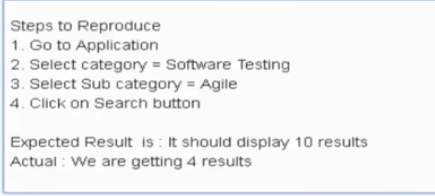 Steps to Reproduce
1. Go to Application
2. Select category = Software Testing
3. Select Sub category = Agile
4. Click on Search button
Expected Result  is : It should display 10 results
Actual : We are getting 4 results